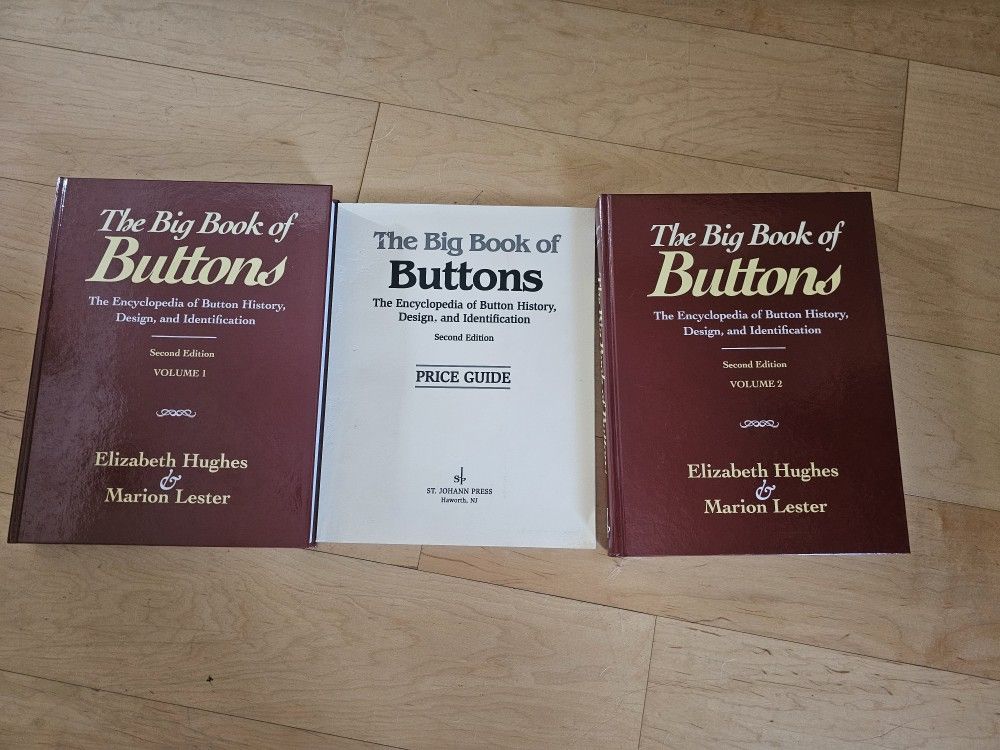 The Big Book of
Buttons
The Encyclopedia of Button History,
Design, and Identification
Second Edition
VOLUME 1
Elizabeth Hughes
&
Marion Lester
The Big Book of
Buttons
The Encyclopedia of Button History,
Design. and Identification
Second Edition
PRICE GUIDE
ST. JOHANN PRESS
Haworth, NJ
The Big Book of
Buttons
The Encyclopedia of Button History,
Design, and Identification
Second Edition
VOLUME 2
Elizabeth Hughes
&
Marion Lester